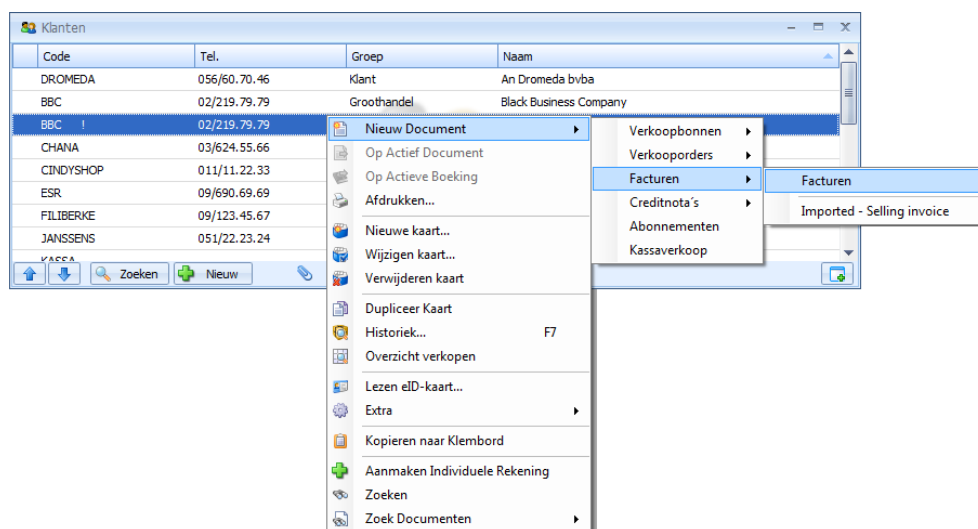 Klanten
Code Tel. Groep Naam
DROMEDA 056/60.70.46 Klant An Dromeda bvba
BBC 02/219.79.79 Groothandel Black Business Company
BBC ! 02/219.79.79
CHANA 03/624.55.66
CINDYSHOP 011/11.22.33
ESR 09/690.69.69
FILIBERKE 09/123.45.67
JANSSENS 051/22.23.24
KASSA
Zoeken Nieuw
Nieuw Document
Op Actief Document
Op Actieve Boeking
Afdrukken...
Nieuwe kaart...
Wijzigen kaart...
Verwijderen kaart
Dupliceer Kaart
Historiek... F7
Overzicht verkopen
Lezen eID-kaart...
Extra
Kopieren naar Klembord
Aanmaken Individuele Rekening
Zoeken
Zoek Documenten
Verkoopbonnen
Verkooporders
Facturen
Creditnota´s
Abonnementen
Kassaverkoop
Facturen
Imported - Selling invoice